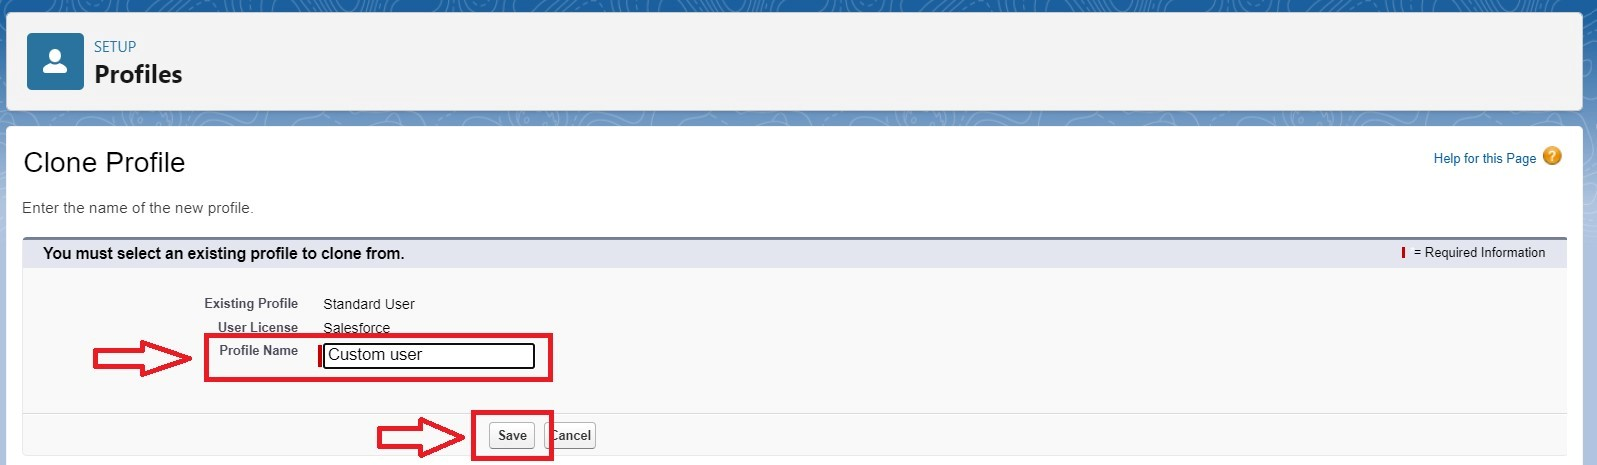 SETUP
Profiles
Clone Profile
Help for this Page ?
Enter the name of the new profile.
You must select an existing profile to clone from.
= Required Information
Existing Profile Standard User
User License Salesforce
Profile Name Custom user
Save Cancel